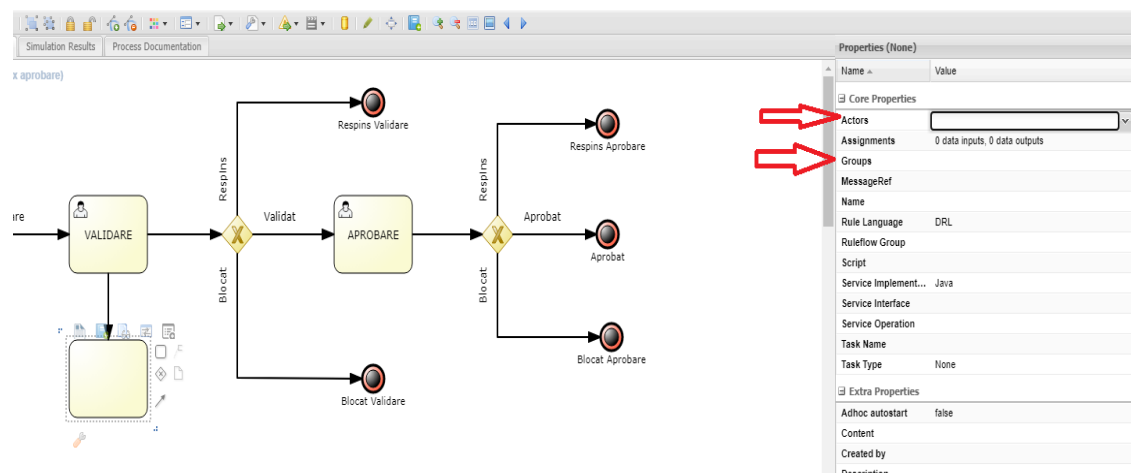 Simulation Results
Process Documentation
x aprobare)
Respins Validare
Respins Aprobare
RespIns
RespIns
are
VALIDARE
Validat
APROBARE
Aprobat
Aprobat
Blocat
Blocat
Blocat Aprobare
Blocat Validare
Properties (None)
Name Value
Core Properties
Actors
Assignments 0 data inputs, 0 data outputs
Groups
MessageRef
Name
Rule Language DRL
Ruleflow Group
Script
Service Implement... Java
Service Interface
Service Operation
Task Name
Task Type None
Extra Properties
Adhoc autostart false
Content
Created by